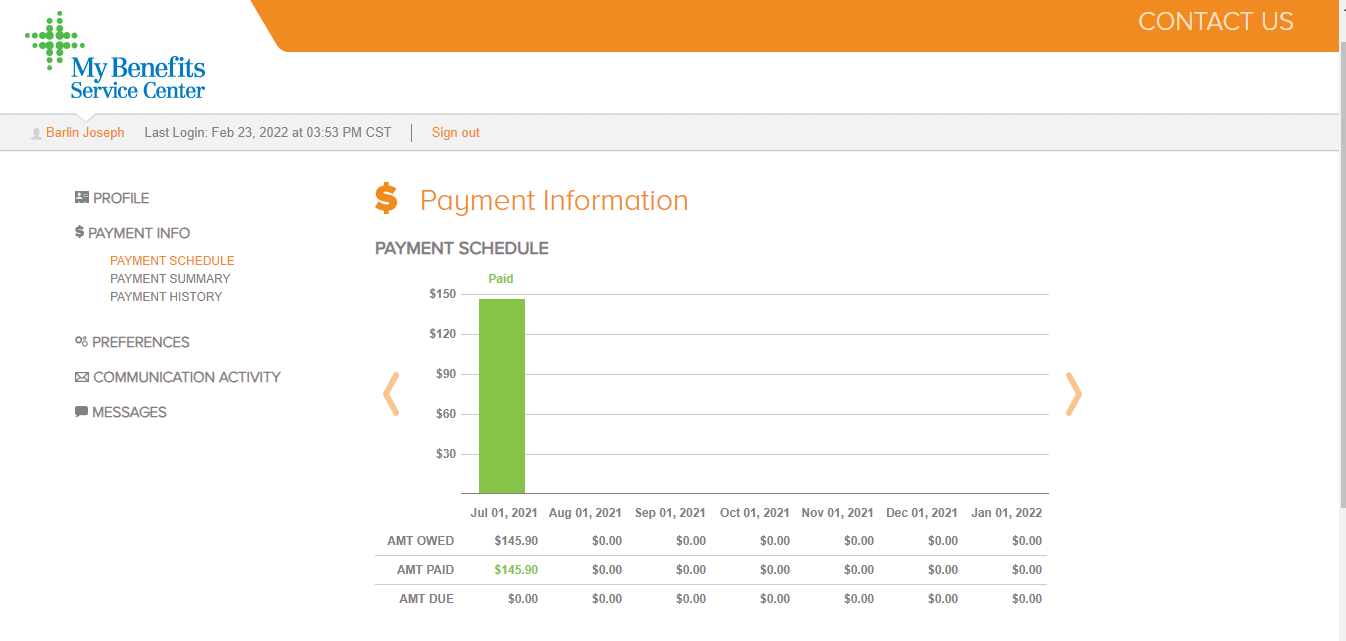 CONTACT US
My Benefits
Service Center
Barlin Joseph Last Login: Feb 23, 2022 at 03:53 PM CST Sign out
PROFILE
PAYMENT INFO
PAYMENT SCHEDULE
PAYMENT SUMMARY
PAYMENT HISTORY
PREFERENCES
COMMUNICATION ACTIVITY
MESSAGES
$ Payment Information
PAYMENT SCHEDULE
Paid
$150
$120
$90
$60
$30
Jul 01, 2021 Aug 01, 2021 Sep 01, 2021 Oct 01, 2021 Nov 01, 2021 Dec 01, 2021 Jan 01, 2022
AMT OWED $145.90 $0.00 $0.00 $0.00 $0.00 $0.00 $0.00
AMT PAID $145.90 $0.00 $0.00 $0.00 $0.00 $0.00 $0.00
AMT DUE $0.00 $0.00 $0.00 $0.00 $0.00 $0.00 $0.00